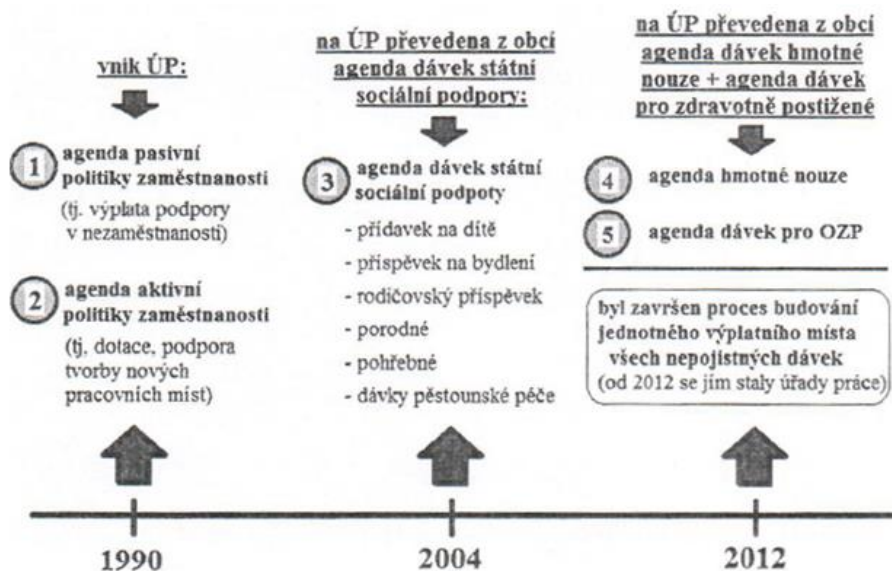 vnik ÚP:
1 agenda pasivní
politiky zaměstnanosti
(tj. výplata podpory
v nezaměstnanosti)
2 agenda aktivní
politiky zaměstnanosti
(tj, dotace, podpora
tvorby nových
pracovních míst)
na ÚP převedena z obcí
agenda dávek státní
sociální podpory:
3 agenda dávek státní
sociální podpoty
- přídavek na dítě
- příspěvek na bydlení
- rodičovský příspěvek
- porodné
- pohřebné
- dávky pěstounské péče
na ÚP převedena z obcí
agenda dávek hmotné
nouze + agenda dávek
pro zdravotně postižené
4 agenda hmotné nouze
5 agenda dávek pro OZP
byl završen proces budování
jednotného výplatního místa
všech nepojistných dávek
(od 2012 se jím staly úřady práce)
1990
2004
2012